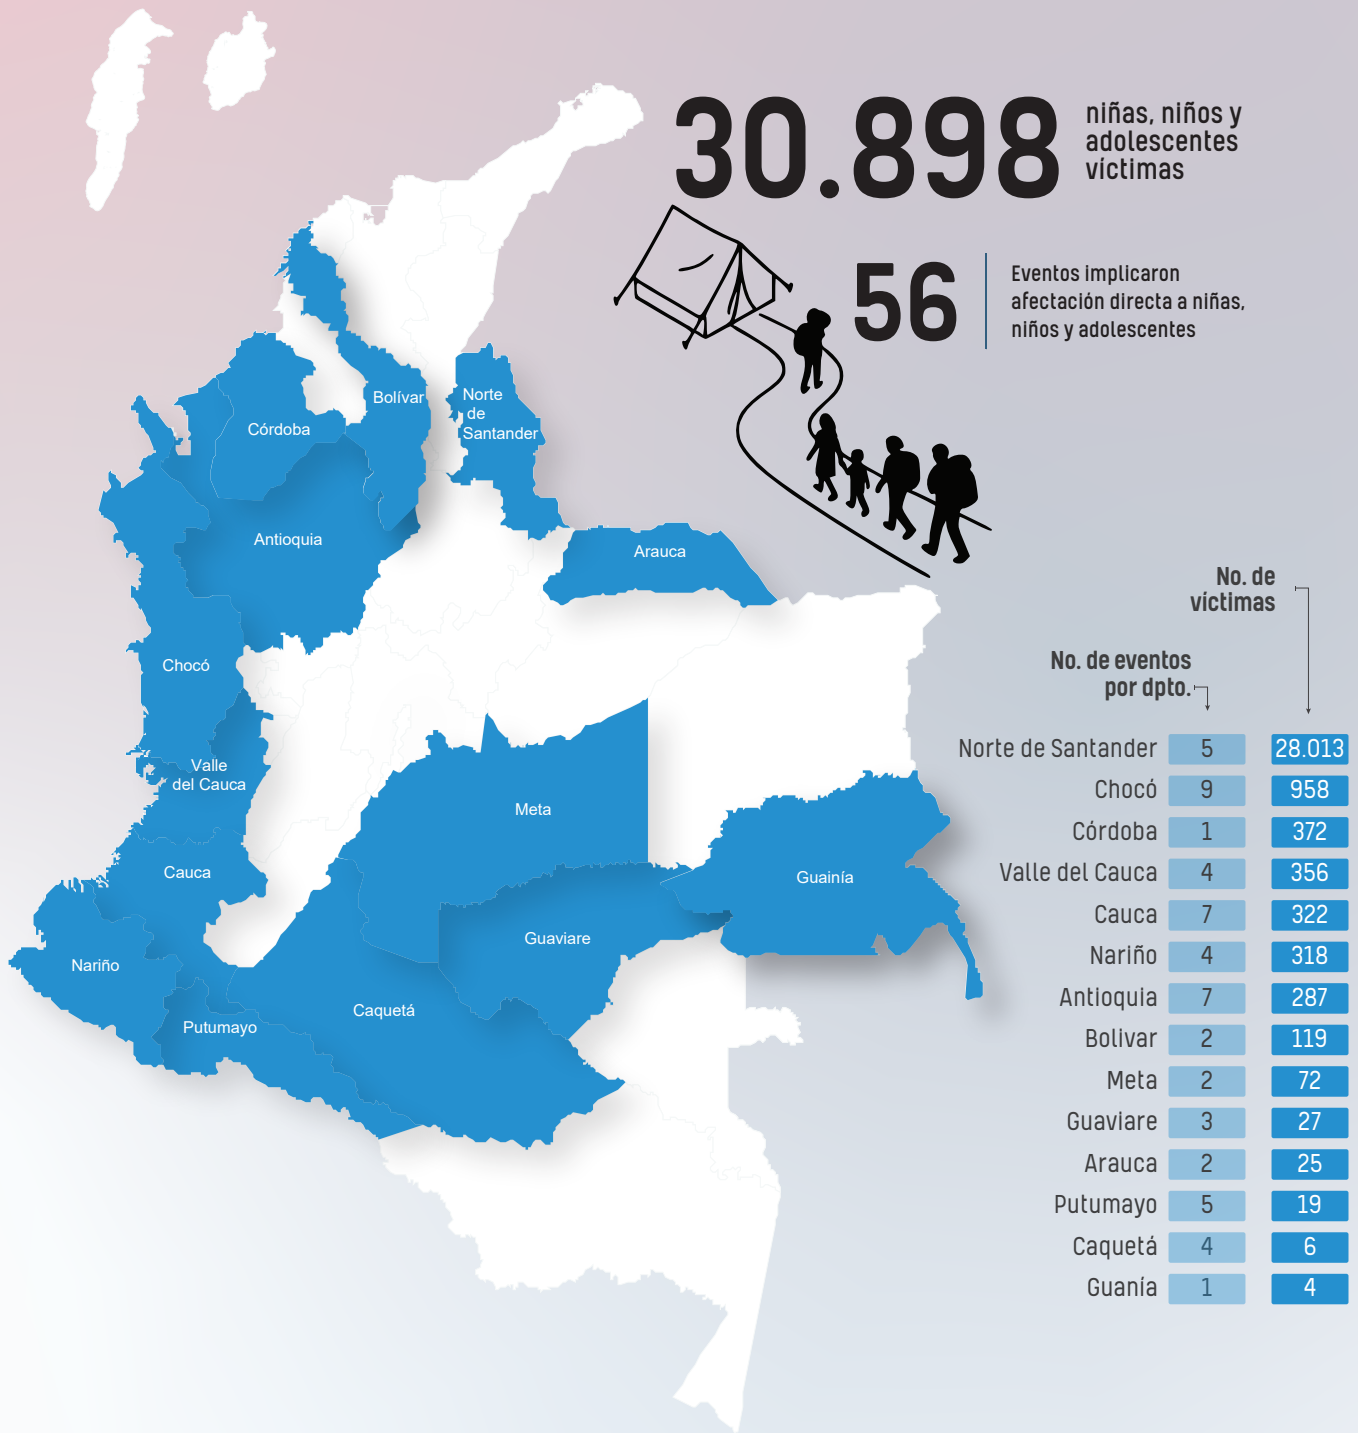 30.898
niñas, niños y
adolescentes
víctimas
56
Eventos implicaron
afectación directa a niñas,
niños y adolescentes
Bolívar
Norte
de
Santander
Córdoba
Antioquia
Arauca
Chocó
Valle
del Cauca
Meta
Cauca
Guainía
Guaviare
Nariño
Caquetá
Putumayo
No. de
víctimas
No. de eventos
por dpto.
Norte de Santander 5 28.013
Chocó 9 958
Córdoba 1 372
Valle del Cauca 4 356
Cauca 7 322
Nariño 4 318
Antioquia 7 287
Bolivar 2 119
Meta 2 72
Guaviare 3 27
Arauca 2 25
Putumayo 5 19
Caquetá 4 6
Guanía 1 4